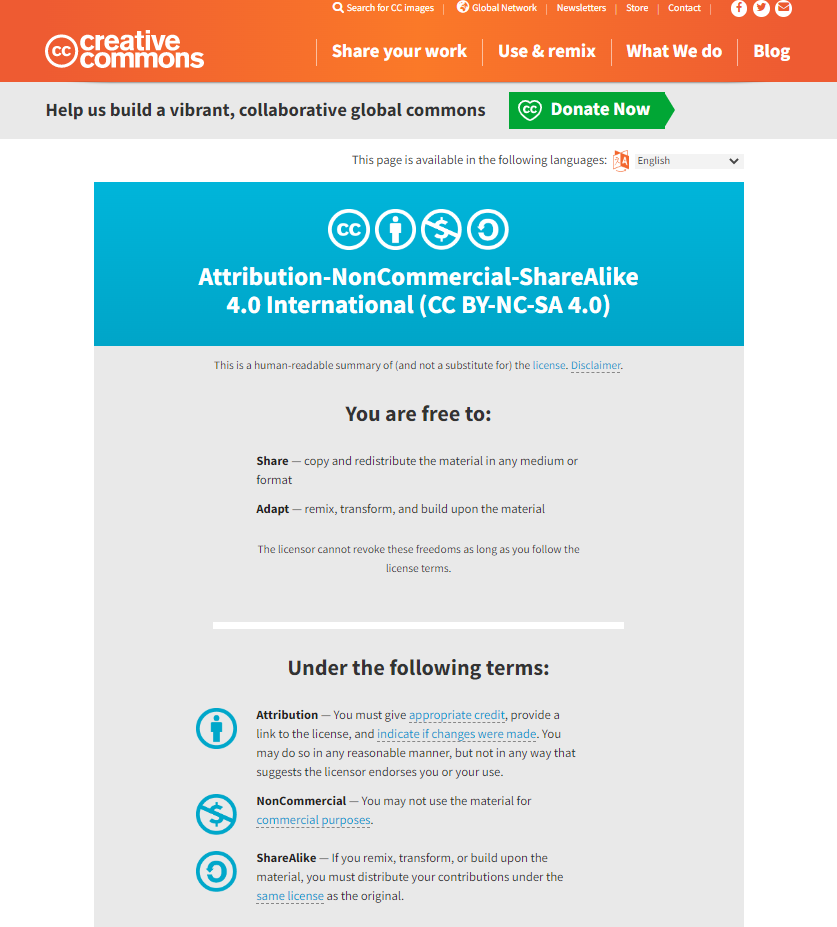 Search for CC images | Global Network | Newsletters | Store | Contact |
cc creative commons
Share your work | Use & remix | What We do | Blog
Help us build a vibrant, collaborative global commons
cc Donate Now
This page is available in the following languages: English
cc
Attribution-NonCommercial-ShareAlike
4.0 International (CC BY-NC-SA 4.0)
This is a human-readable summary of (and not a substitute for) the license. Disclaimer.
You are free to:
Share — copy and redistribute the material in any medium or
format
Adapt — remix, transform, and build upon the material
The licensor cannot revoke these freedoms as long as you follow the
license terms.
Under the following terms:
Attribution — You must give appropriate credit, provide a
link to the license, and indicate if changes were made. You
may do so in any reasonable manner, but not in any way that
suggests the licensor endorses you or your use.
NonCommercial — You may not use the material for
commercial purposes.
ShareAlike — If you remix, transform, or build upon the
material, you must distribute your contributions under the
same license as the original.